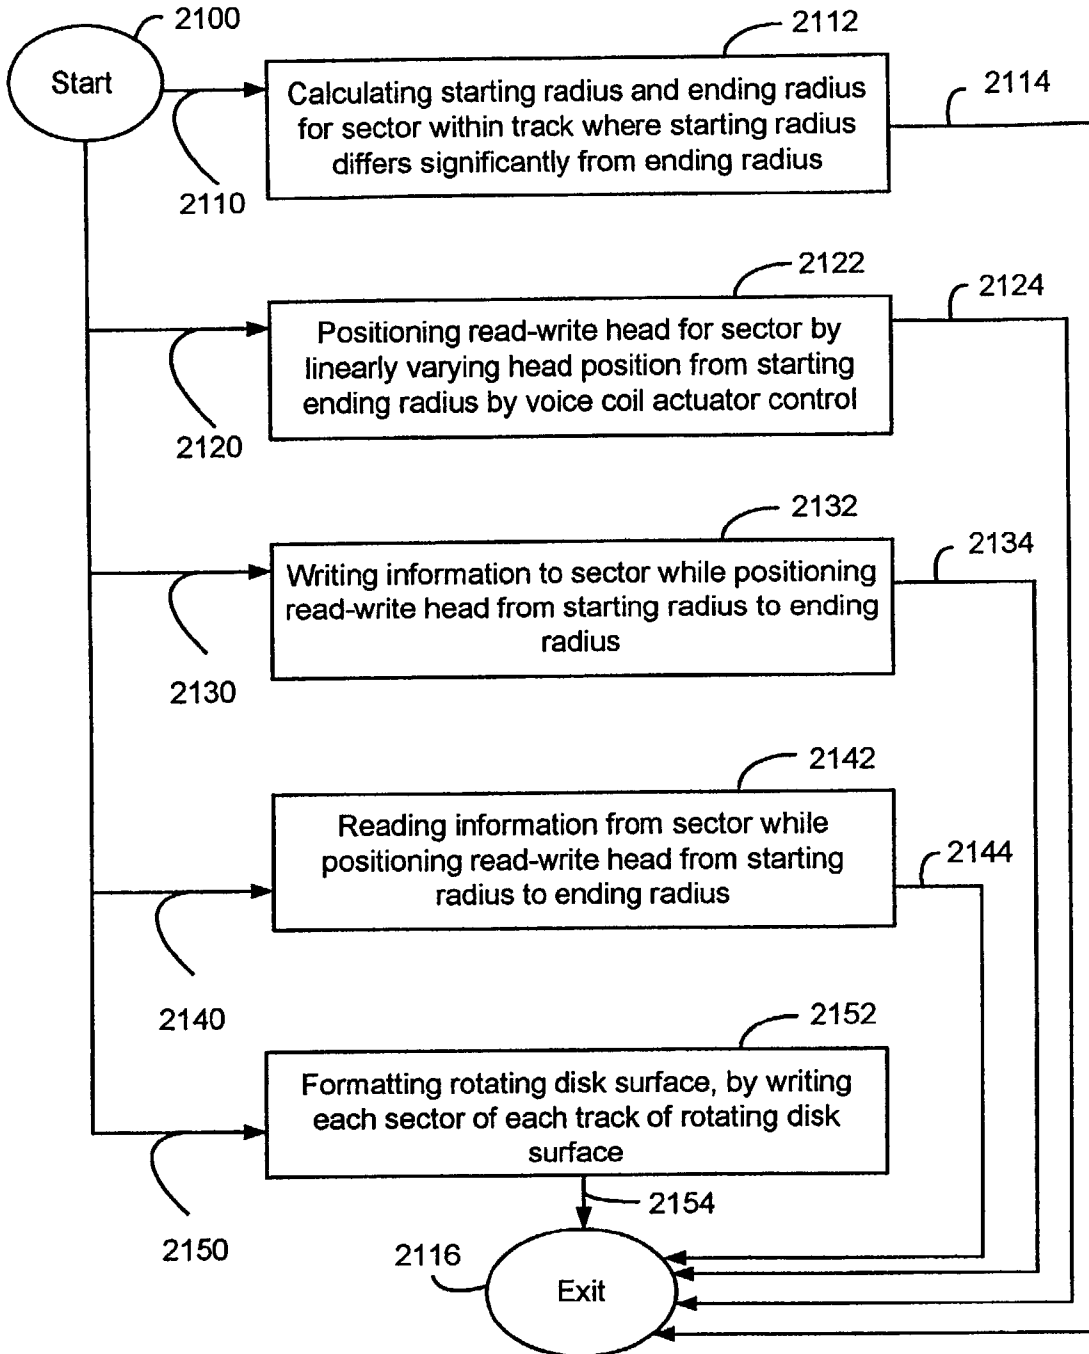 2100
Start
2112
Calculating starting radius and ending radius
for sector within track where starting radius
differs significantly from ending radius
2114
2110
2122
2124
Positioning read-write head for sector by
linearly varying head position from starting
ending radius by voice coil actuator control
2120
2132
2134
Writing information to sector while positioning
read-write head from starting radius to ending
radius
2130
2142
Reading information from sector while
positioning read-write head from starting
radius to ending radius
2144
2140
2152
Formatting rotating disk surface, by writing
each sector of each track of rotating disk
surface
2150
2154
2116
Exit